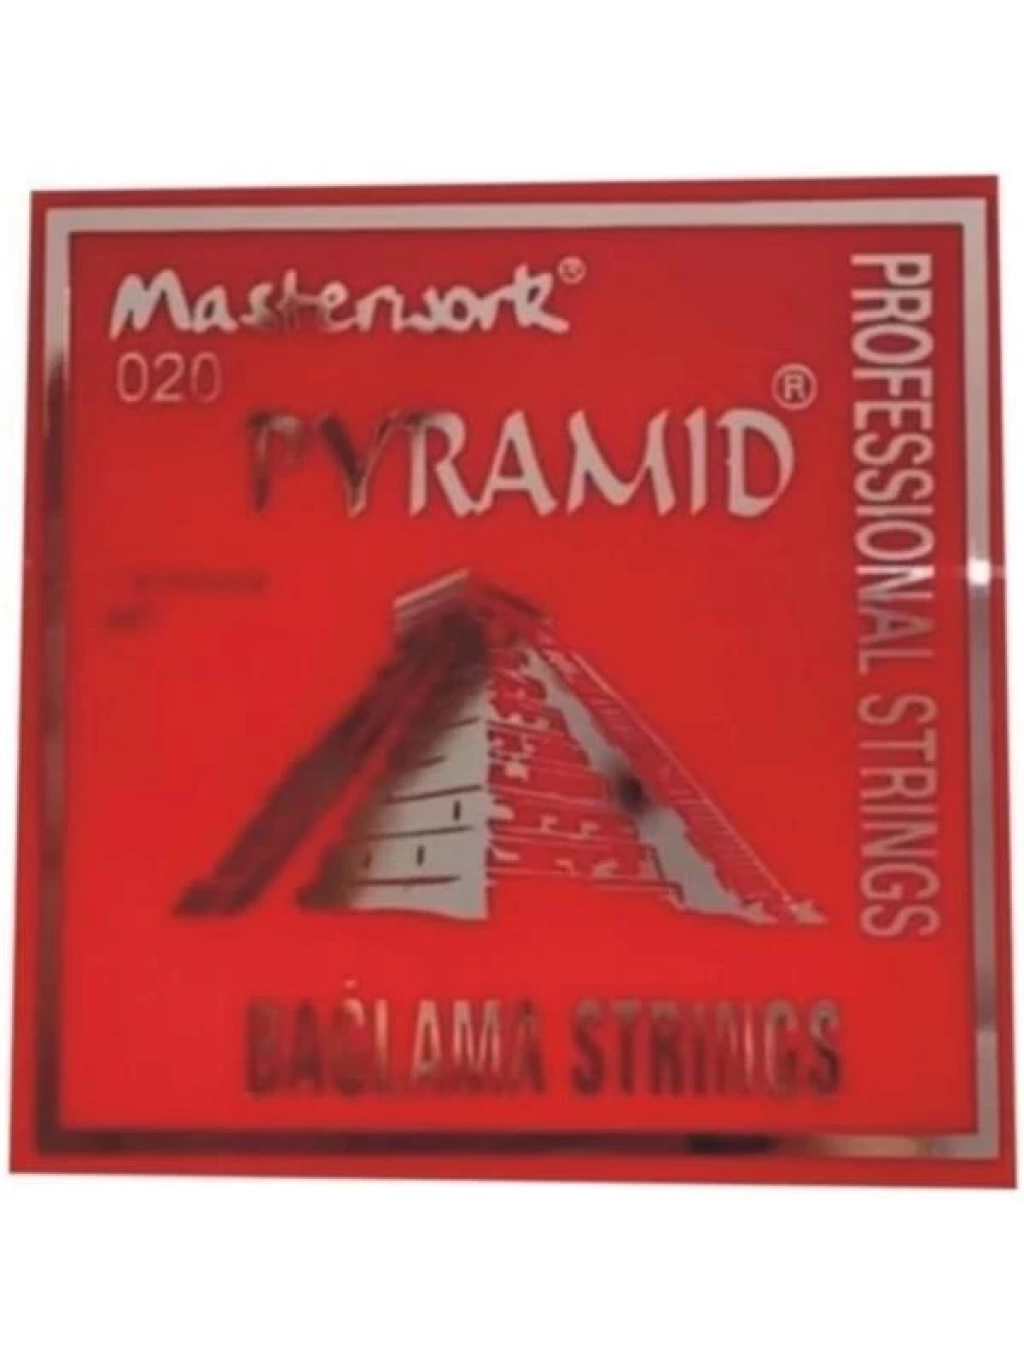 Masterwork®
020
PYRAMID®
PROFESSIONAL STRINGS
BAĞLAMA STRINGS